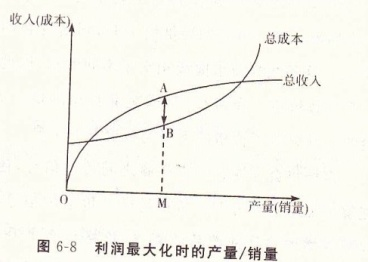 收入(成本)
总成本
总收入
A
B
O
M
产量(销量)
图 6-8 利润最大化时的产量/销量